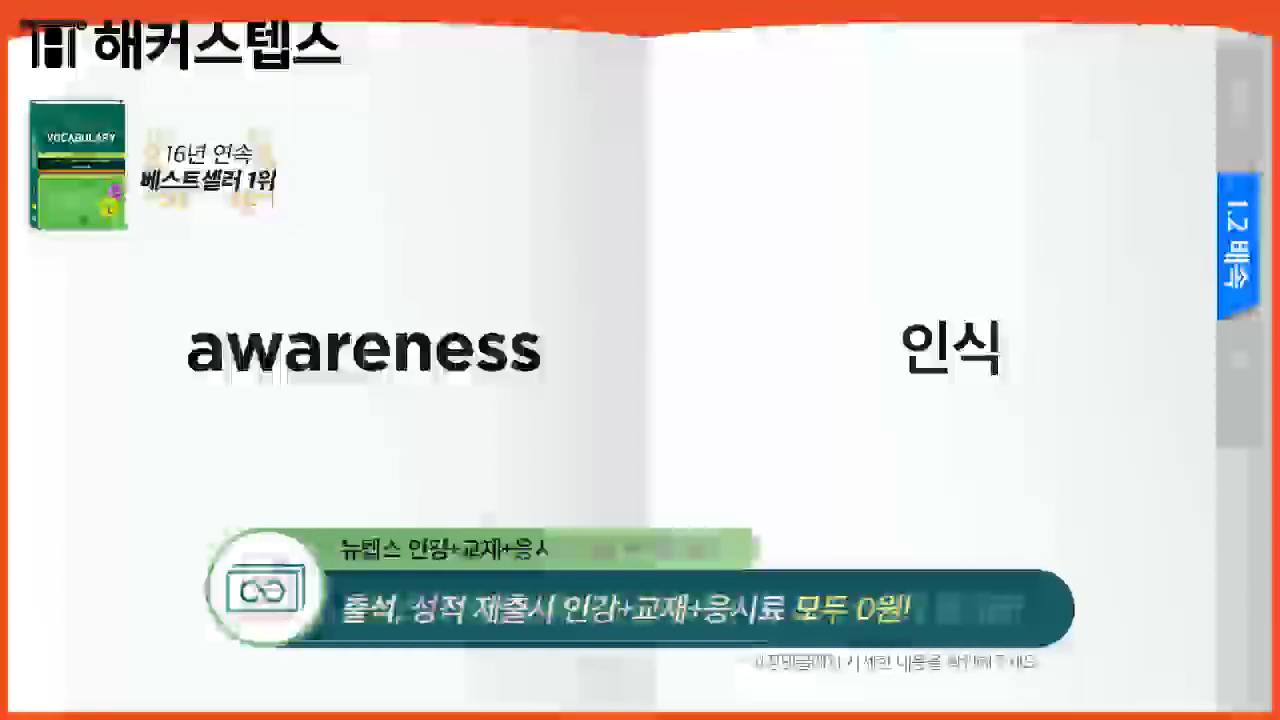 해커스텝스
VOCABULARY
16년 연속
베스트셀러 1위
1.2 배속
awareness
인식
뉴텝스 인강+교재+응시
출석, 성적 제출시 인강+교재+응시료 모두 0원!